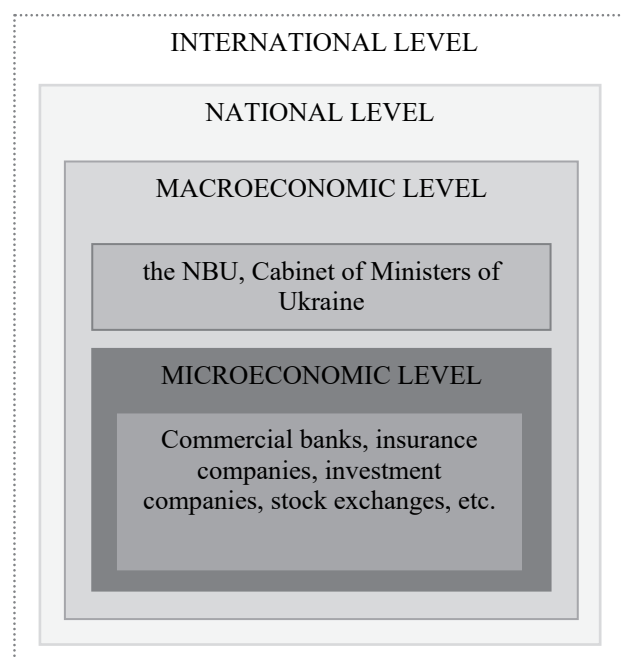 INTERNATIONAL LEVEL
NATIONAL LEVEL
MACROECONOMIC LEVEL
the NBU, Cabinet of Ministers of
Ukraine
MICROECONOMIC LEVEL
Commercial banks, insurance
companies, investment
companies, stock exchanges, etc.